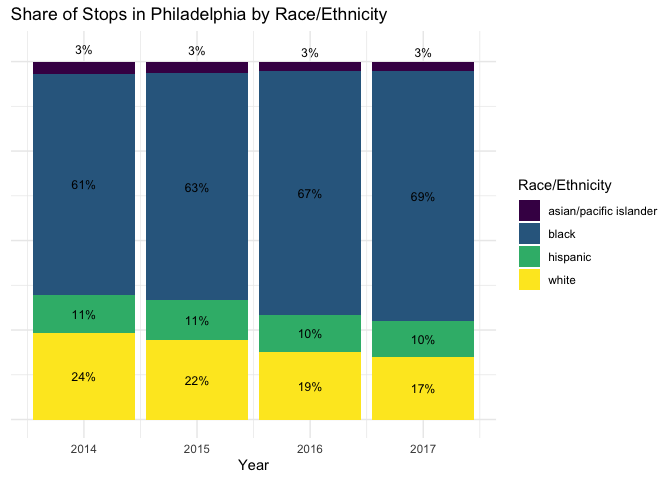 Share of Stops in Philadelphia by Race/Ethnicity
3% 3% 3% 3%
61% 63% 67% 69%
11% 11% 10% 10%
24% 22% 19% 17%
2014 2015 2016 2017
Year
Race/Ethnicity
asian/pacific islander
black
hispanic
white